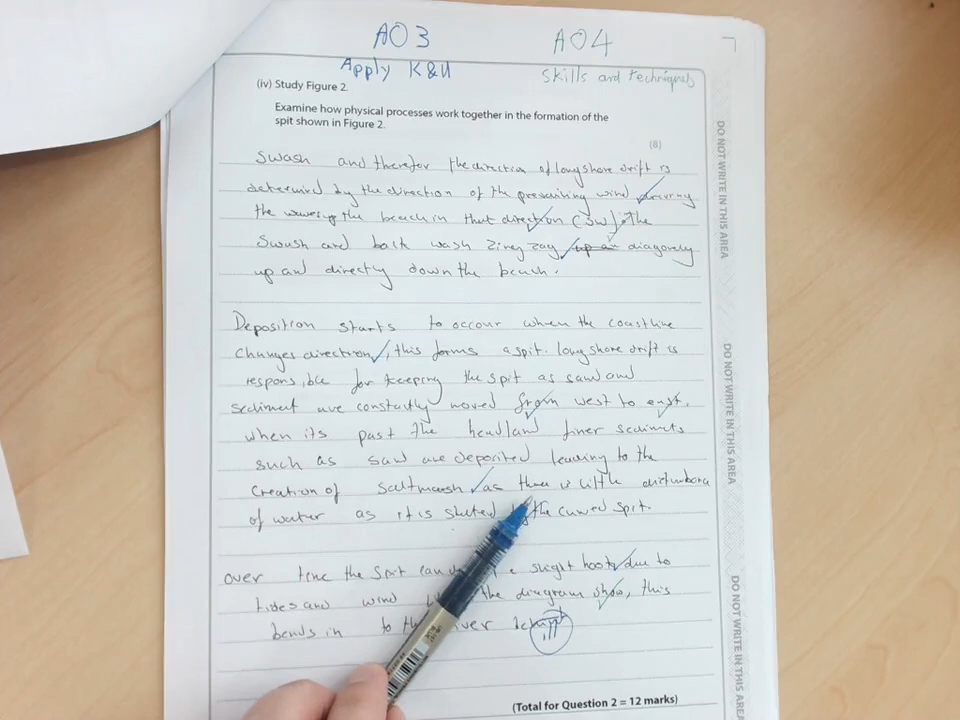 AO3
AO4
Apply K&U
Skills and techniques
(iv) Study Figure 2.
Examine how physical processes work together in the formation of the
spit shown in Figure 2.
(8)
Swash and therefor the direction of longshore drift is
determined by the direction of the prevailing wind
the waves up the beach in that direction (SW). The
Swash and back wash zing zag up an diagonely
up and directly down the beach.
Deposition starts to occur when the coastline
changes direction, this forms a spit. longshore drift is
responsible for keeping the spit as sand and
sediment are constantly moved from west to east.
when its past the headland finer sediments
such as are deposited leading to the
creation of saltmarsh as there is little
of water as it is the curved spit.
over time the spit can a slight hook due to
tides and wind the diagram show, this
bends in to the river
(Total for Question 2 = 12 marks)
DO NOT WRITE IN THIS AREA
DO NOT WRITE IN THIS AREA
DO NOT WRITE IN THIS AREA